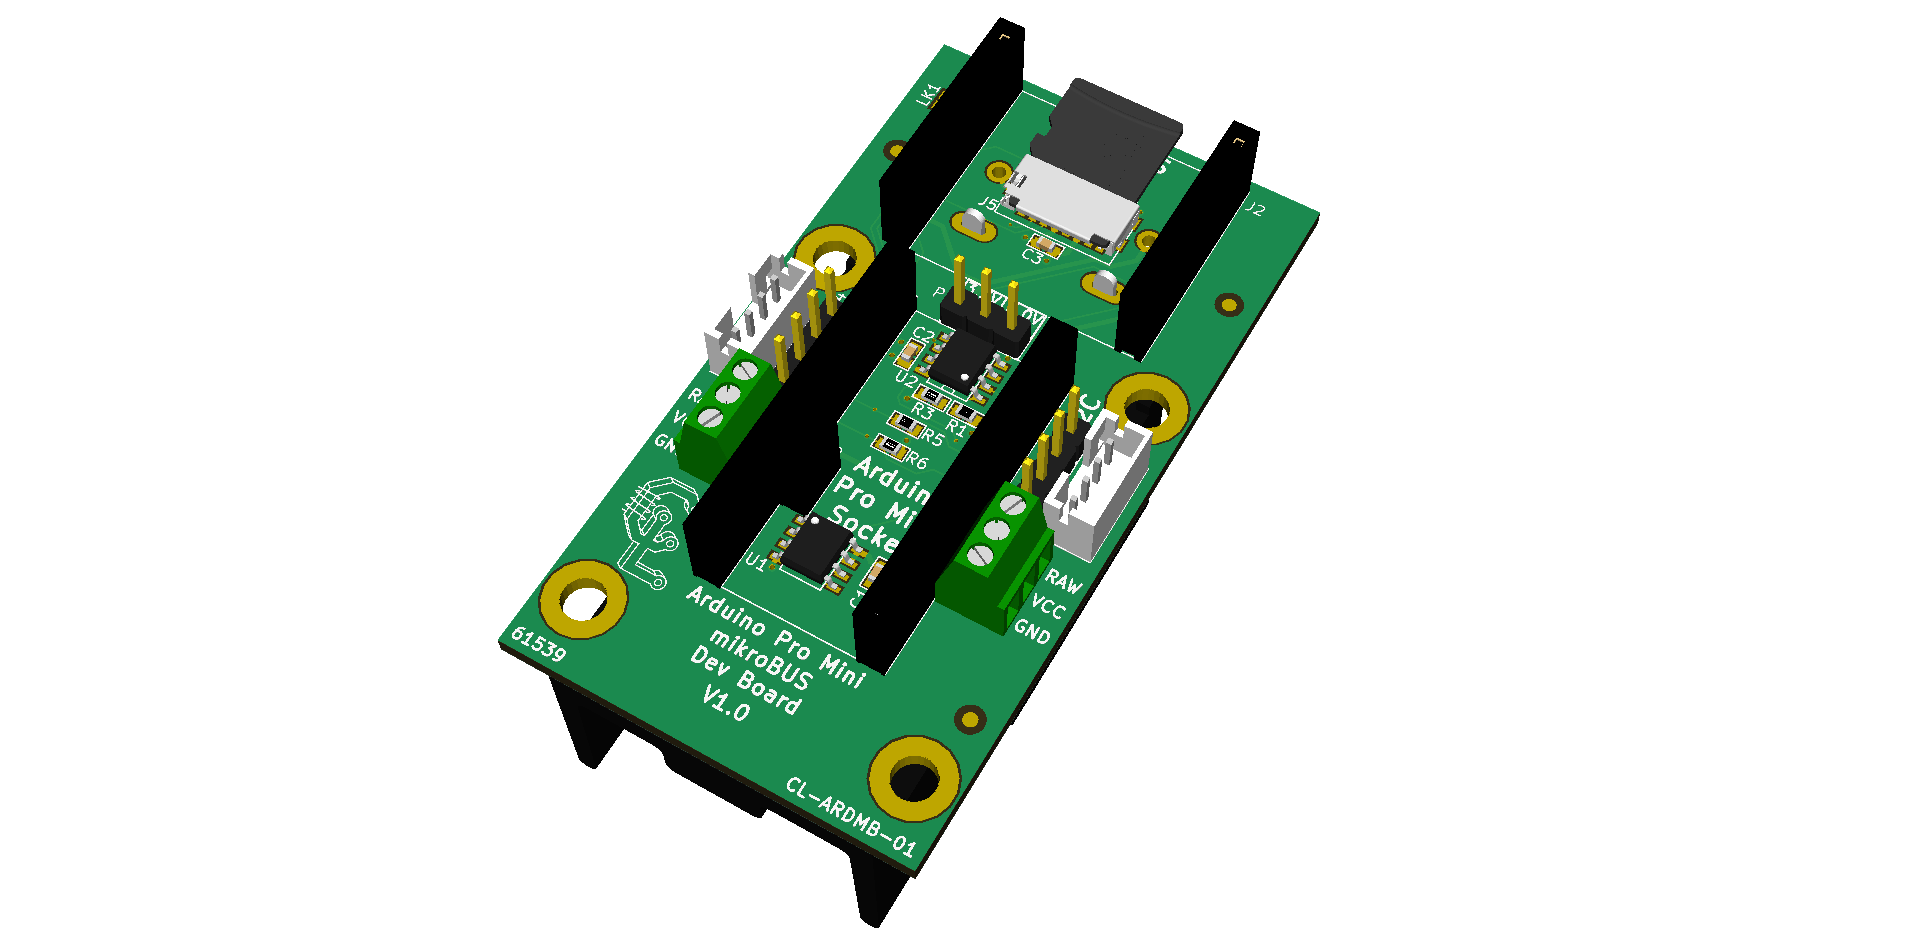 LK1
J2
J5
C3
C2
U2
R3
R1
R5
R6
Arduin
Pro Mi
Socke
U1
RAW
VCC
GND
Arduino Pro Mini
mikroBUS
Dev Board
V1.0
61539
CL-ARDMB-01